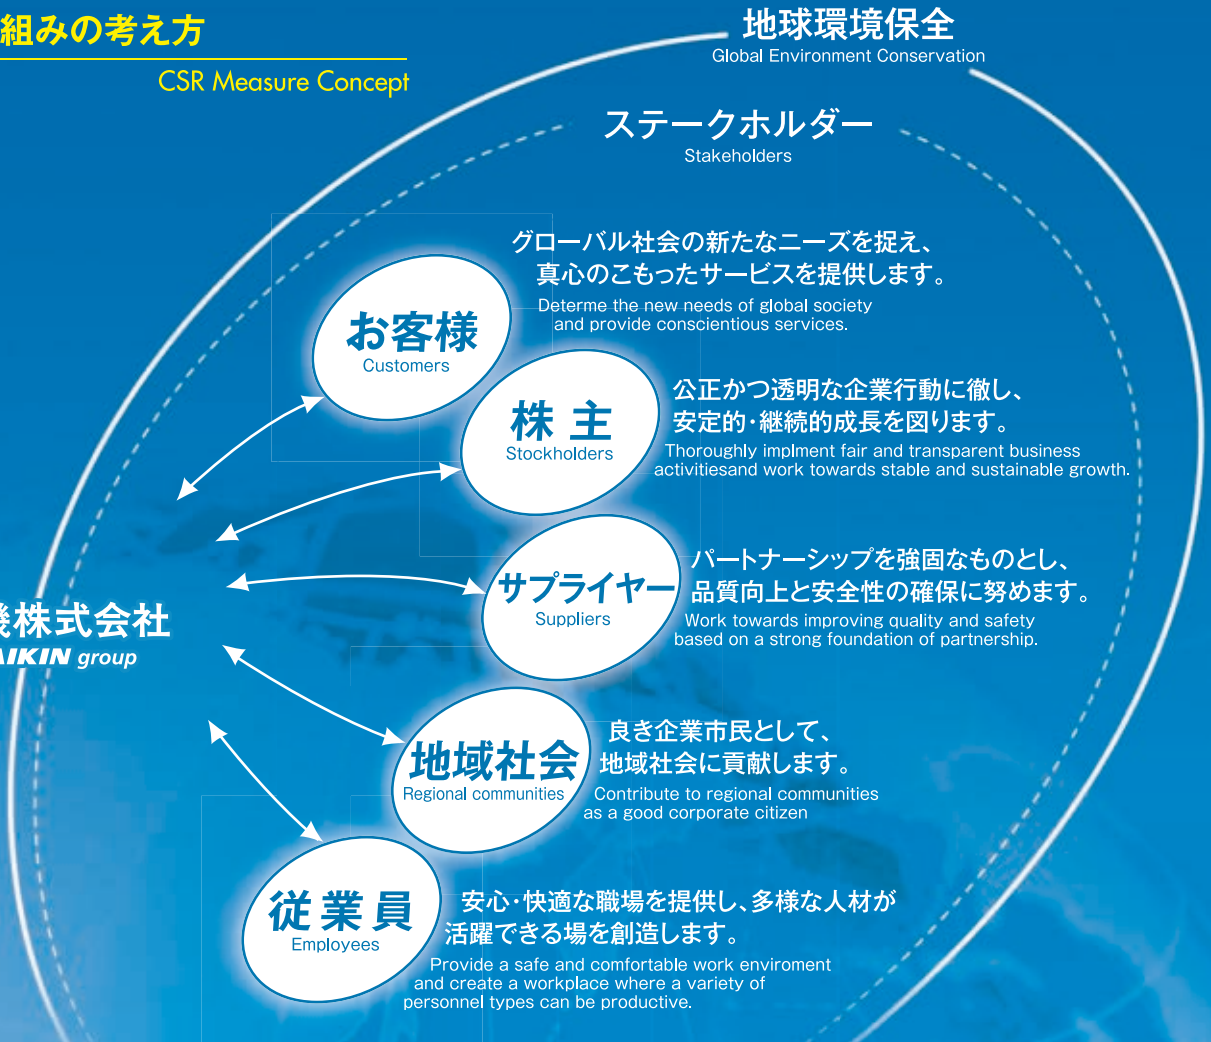 組みの考え方
CSR Measure Concept
地球環境保全
Global Environment Conservation
ステークホルダー
Stakeholders
お客様
Customers
グローバル社会の新たなニーズを捉え、
真心のこもったサービスを提供します。
Determe the new needs of global society
and provide conscientious services.
株主
Stockholders
公正かつ透明な企業行動に徹し、
安定的・継続的成長を図ります。
Thoroughly implment fair and transparent business
activitiesand work towards stable and sustainable growth.
サプライヤー
Suppliers
パートナーシップを強固なものとし、
品質向上と安全性の確保に努めます。
Work towards improving quality and safety
based on a strong foundation of partnership.
機株式会社
AIKIN group
地域社会
Regional communities
良き企業市民として、
地域社会に貢献します。
Contribute to regional communities
as a good corporate citizen
従業員
Employees
安心・快適な職場を提供し、多様な人材が
活躍できる場を創造します。
Provide a safe and comfortable work enviroment
and create a workplace where a variety of
personnel types can be productive.